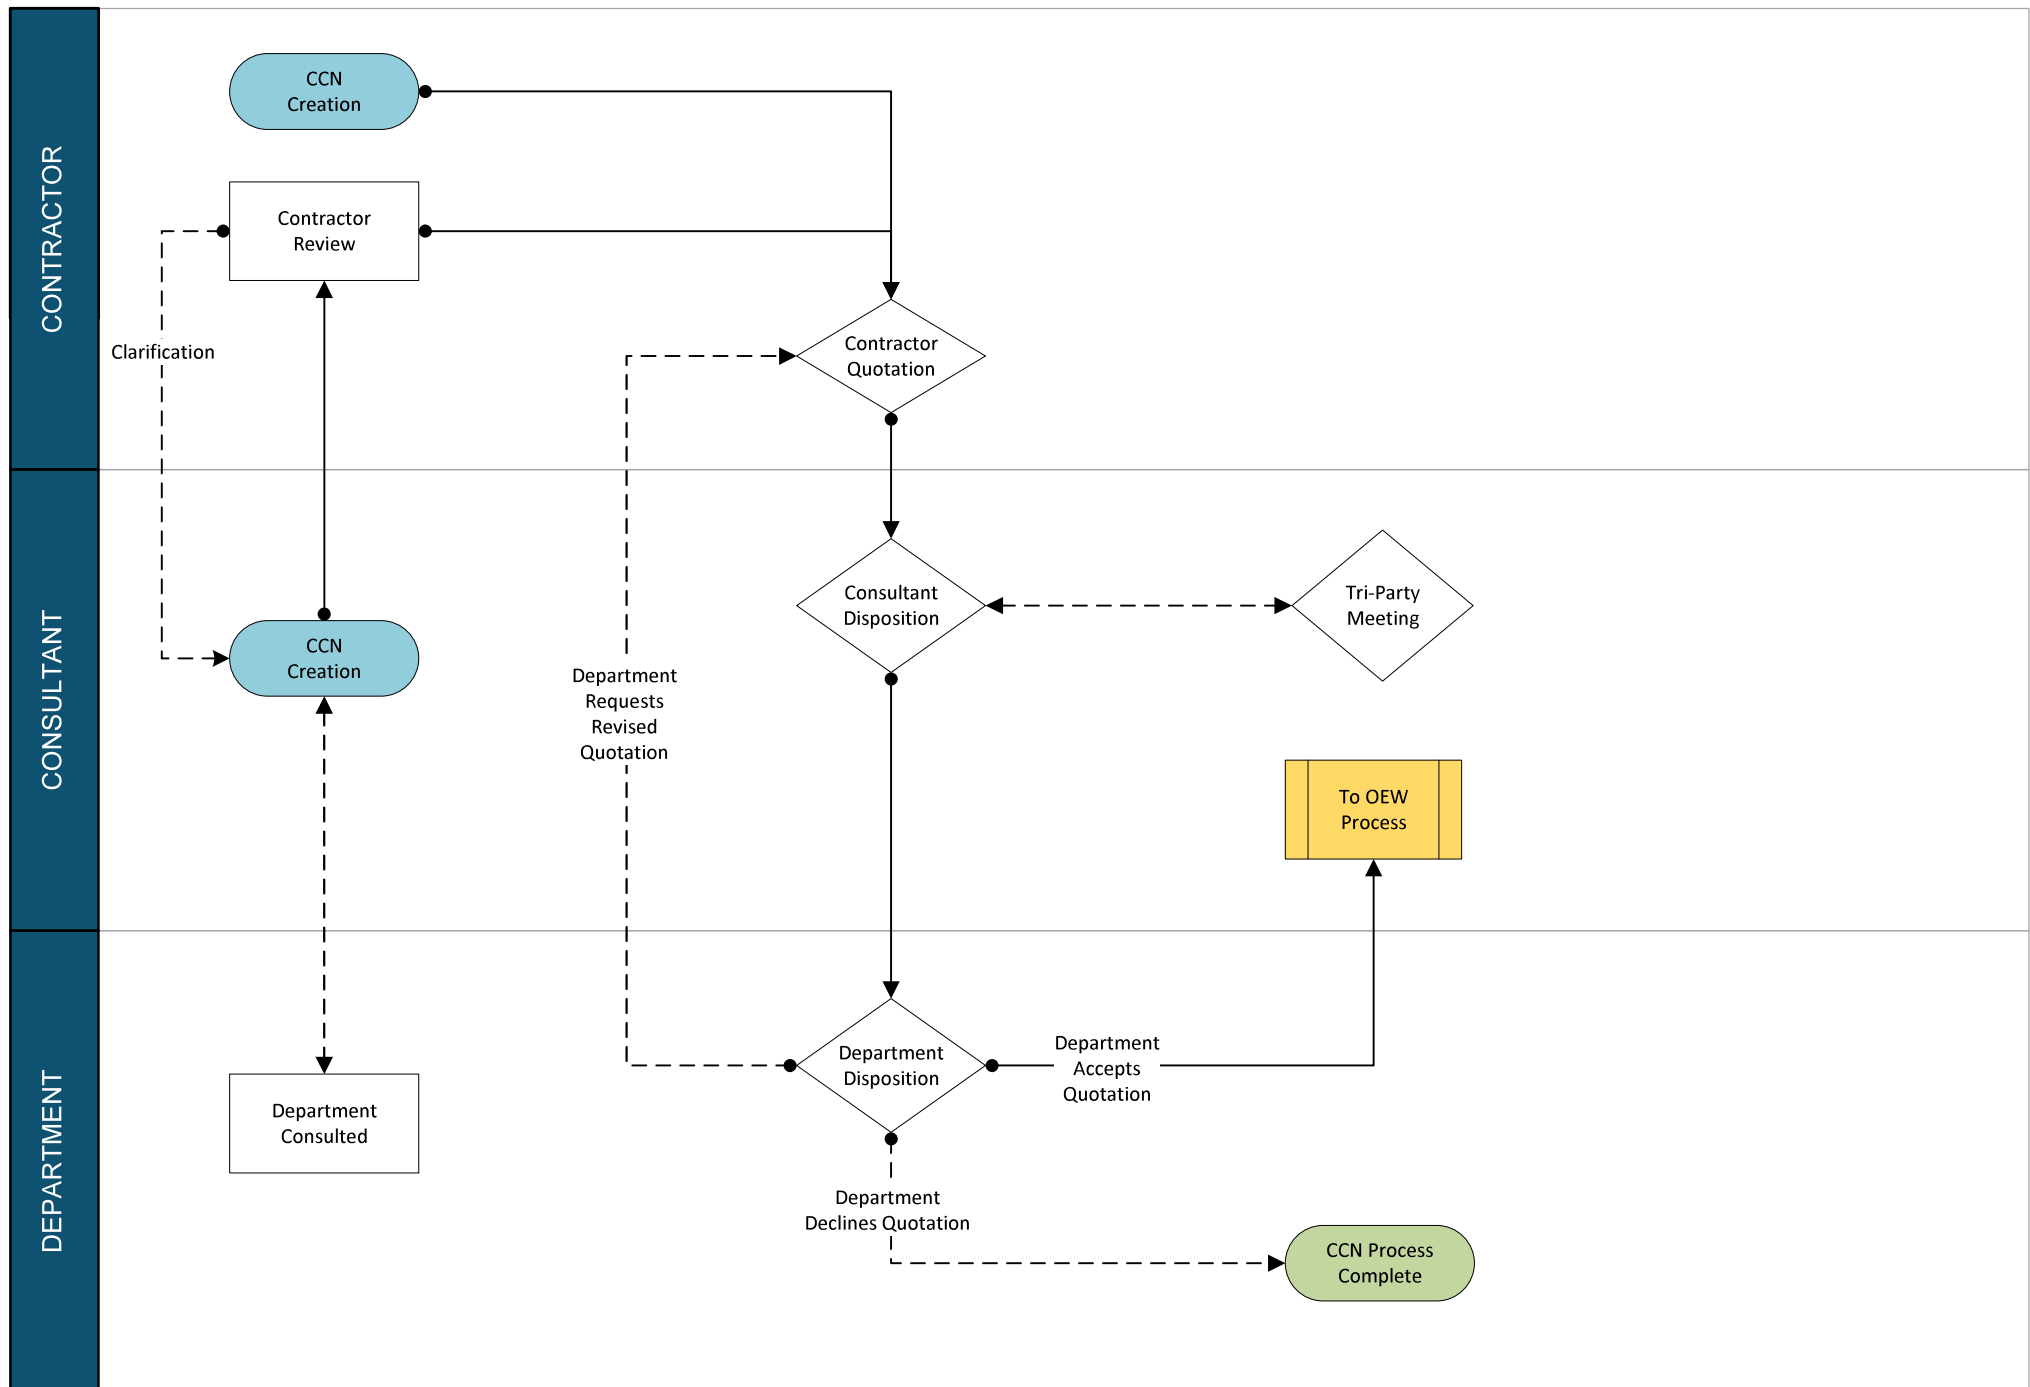 CONTRACTOR
CCN
Creation
Contractor
Review
Clarification
Contractor
Quotation
CONSULTANT
Consultant
Disposition
Tri-Party
Meeting
CCN
Creation
Department
Requests
Revised
Quotation
To OEW
Process
DEPARTMENT
Department
Disposition
Department
Accepts
Quotation
Department
Consulted
Department
Declines Quotation
CCN Process
Complete